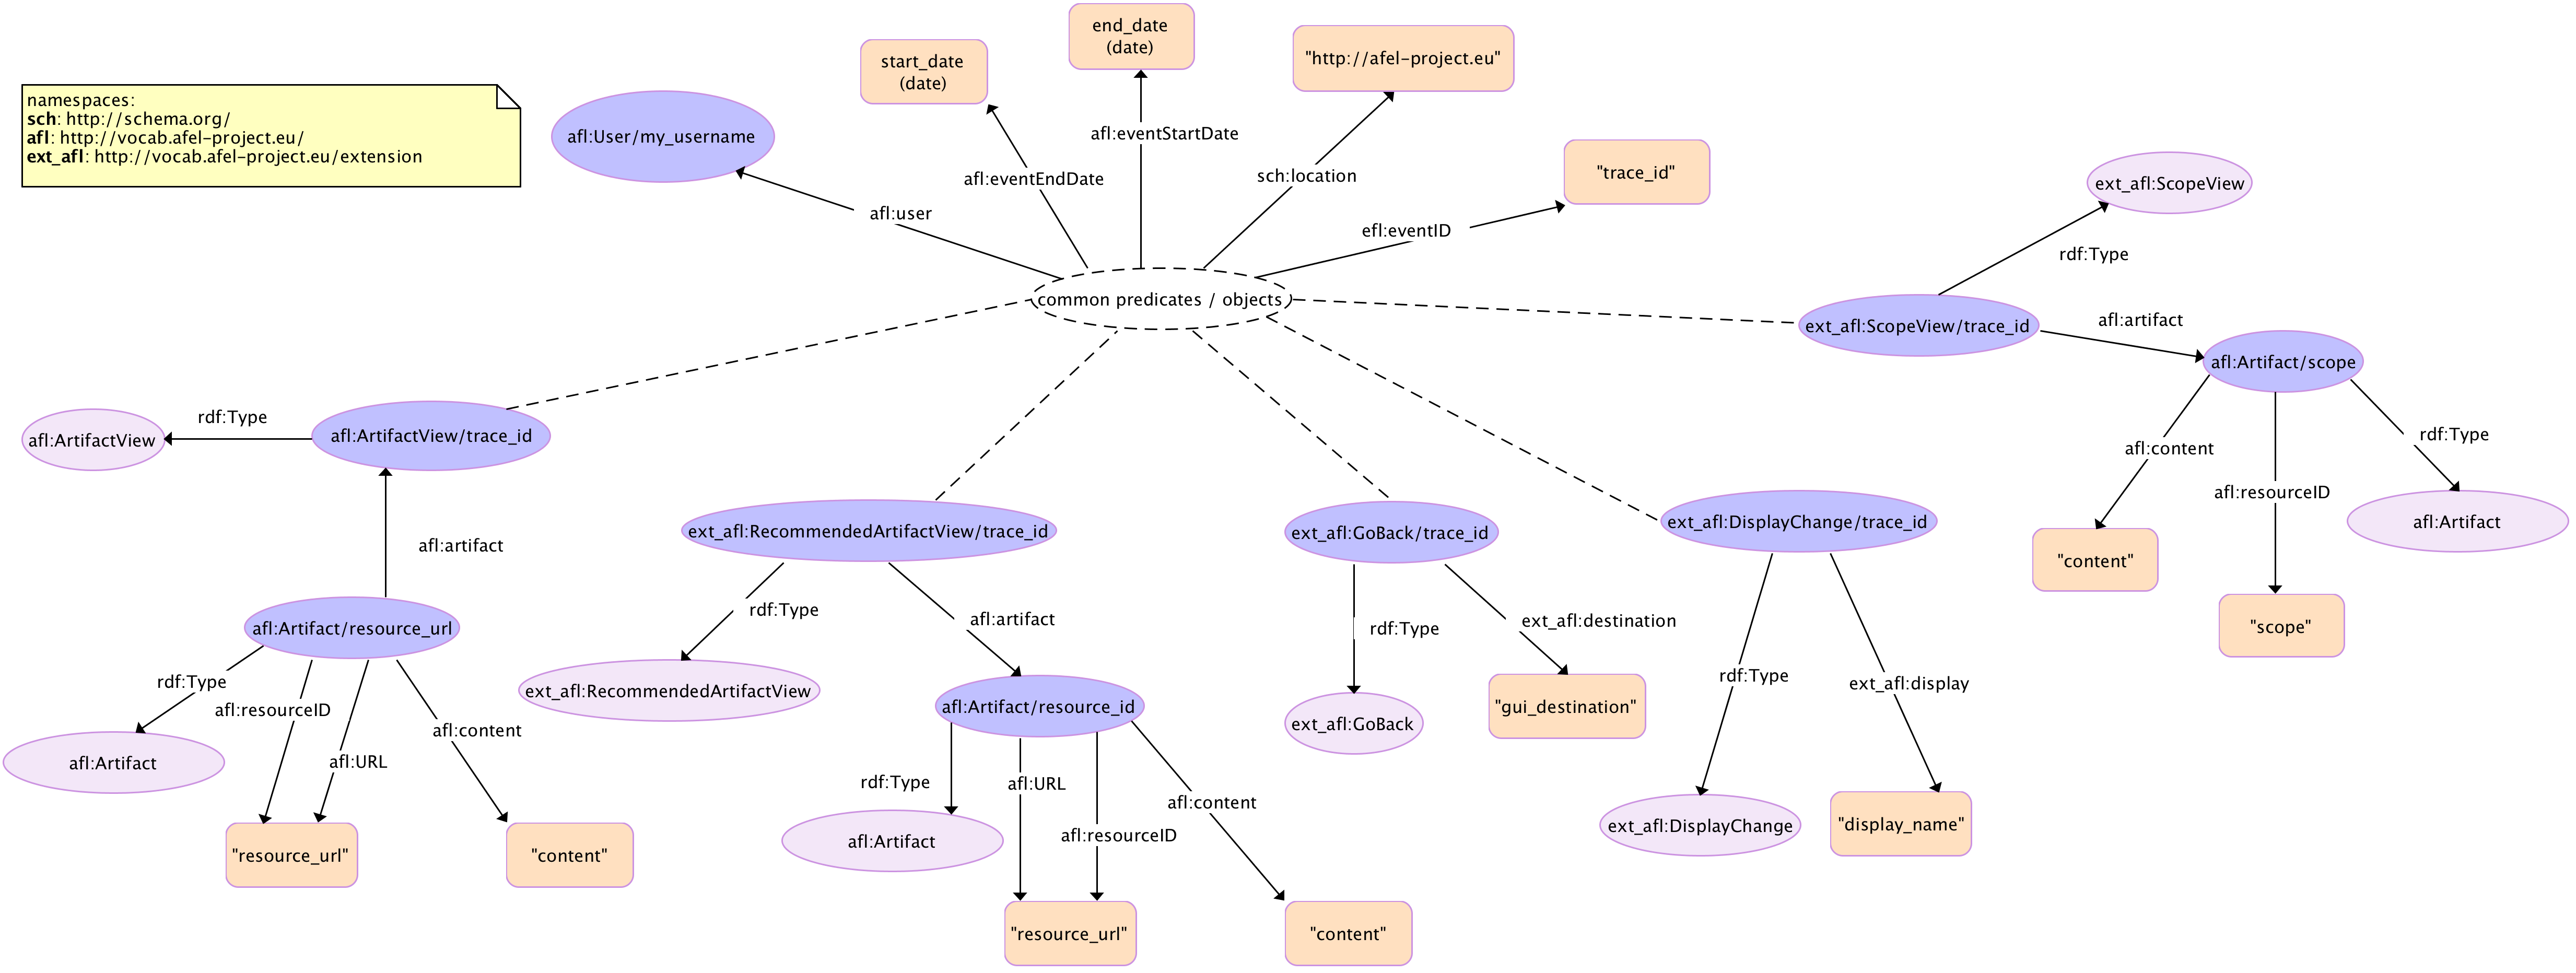 namespaces:
sch: http://schema.org/
afl: http://vocab.afel-project.eu/
ext_afl: http://vocab.afel-project.eu/extension
end_date
(date)
start_date
(date)
"http://afel-project.eu"
afl:User/my_username
afl:eventStartDate
"trace_id"
afl:eventEndDate
sch:location
ext_afl:ScopeView
afl:user
efl:eventID
rdf:Type
common predicates / objects
ext_afl:ScopeView/trace_id
afl:artifact
afl:Artifact/scope
rdf:Type
afl:ArtifactView
afl:ArtifactView/trace_id
afl:content
rdf:Type
afl:resourceID
afl:artifact
ext_afl:RecommendedArtifactView/trace_id
ext_afl:GoBack/trace_id
ext_afl:DisplayChange/trace_id
afl:Artifact
"content"
afl:Artifact/resource_url
rdf:Type
afl:artifact
rdf:Type
ext_afl:destination
"scope"
rdf:Type
afl:resourceID
ext_afl:RecommendedArtifactView
afl:Artifact/resource_id
ext_afl:GoBack
"gui_destination"
rdf:Type
ext_afl:display
afl:content
afl:Artifact
afl:URL
rdf:Type
afl:URL
afl:content
afl:resourceID
ext_afl:DisplayChange
"display_name"
"resource_url"
"content"
afl:Artifact
"resource_url"
"content"